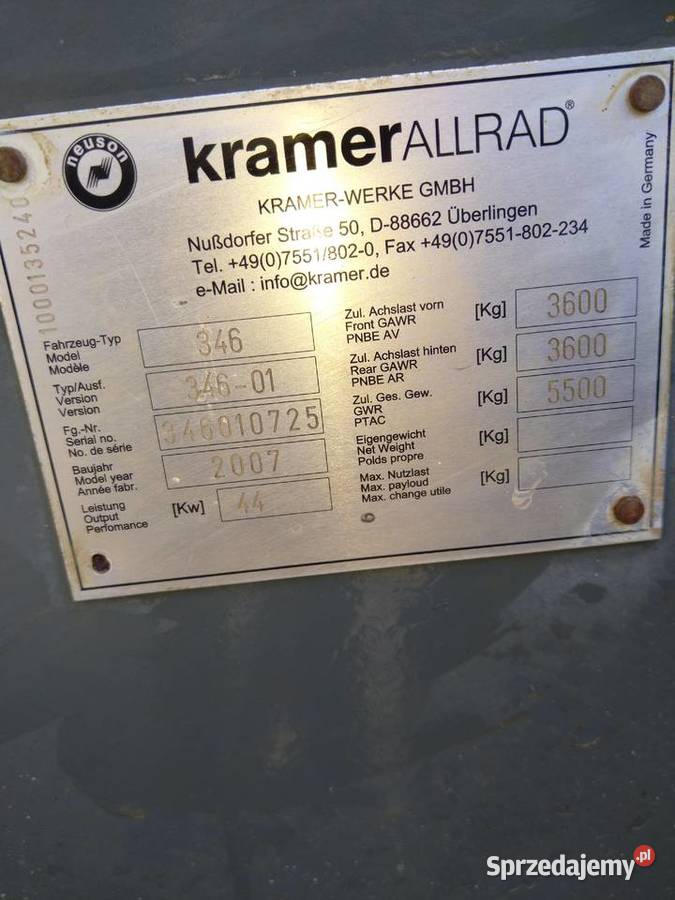 neuson
kramerALLRAD®
KRAMER-WERKE GMBH
Nußdorfer Straße 50, D-88662 Überlingen
Tel. +49(0)7551/802-0, Fax +49(0)7551-802-234
e-Mail : info@kramer.de
Made in Germany
1000135240
Fahrzeug-Typ
Model
Modèle
346
Typ/Ausf.
Version
Version
346-01
Fg.-Nr.
Serial no.
No. de série
346010725
Baujahr
Model year
Année fabr.
2007
Leistung
Output
Perfomance
[Kw]
44
Zul. Achslast vorn
Front GAWR
PNBE AV
[Kg]
3600
Zul. Achslast hinten
Rear GAWR
PNBE AR
[Kg]
3600
Zul. Ges. Gew.
GWR
PTAC
[Kg]
5500
Eigengewicht
Net Weight
Polds propre
[Kg]
Max. Nutzlast
Max. payloud
Max. change utile
[Kg]
Sprzedajemy.pl